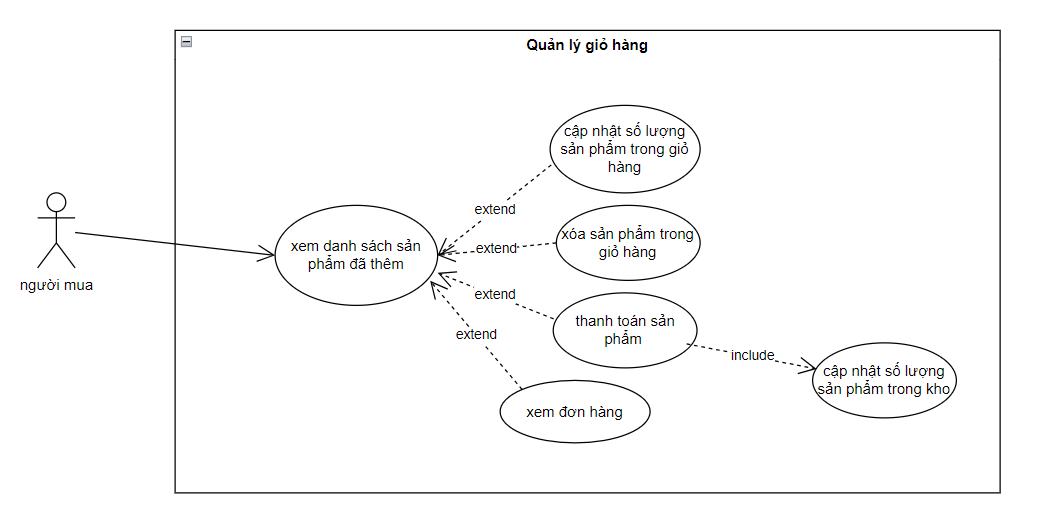 Quản lý giỏ hàng
cập nhật số lượng
sản phẩm trong giỏ
hàng
extend
xem danh sách sản
phẩm đã thêm
xóa sản phẩm trong
giỏ hàng
extend
người mua
extend
thanh toán sản
phẩm
extend
include
cập nhật số lượng
sản phẩm trong kho
xem đơn hàng